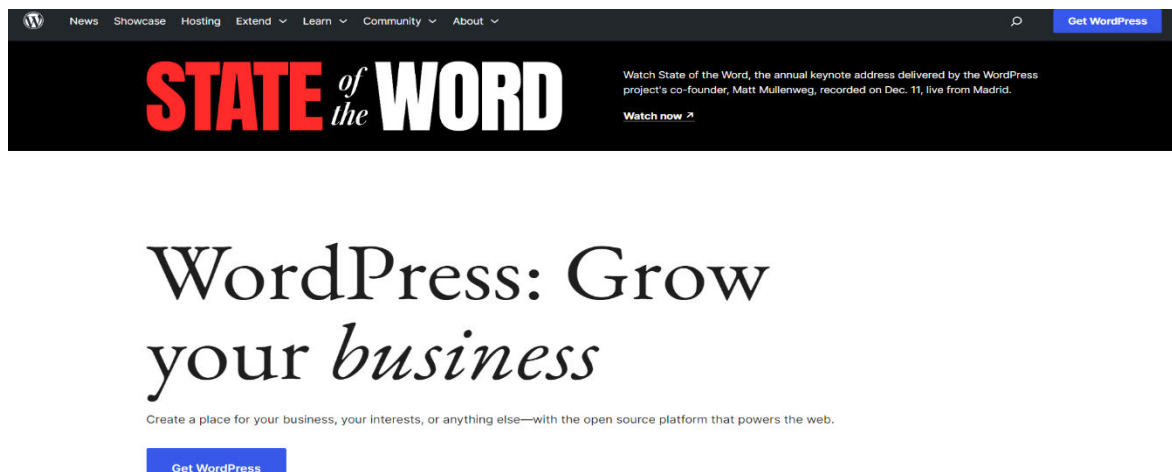 News Showcase Hosting Extend Learn Community About Get WordPress
STATE of the WORD
Watch State of the Word, the annual keynote address delivered by the WordPress
project's co-founder, Matt Mullenweg, recorded on Dec. 11, live from Madrid.
Watch now ↗
WordPress: Grow
your business
Create a place for your business, your interests, or anything else—with the open source platform that powers the web.
Get WordPress